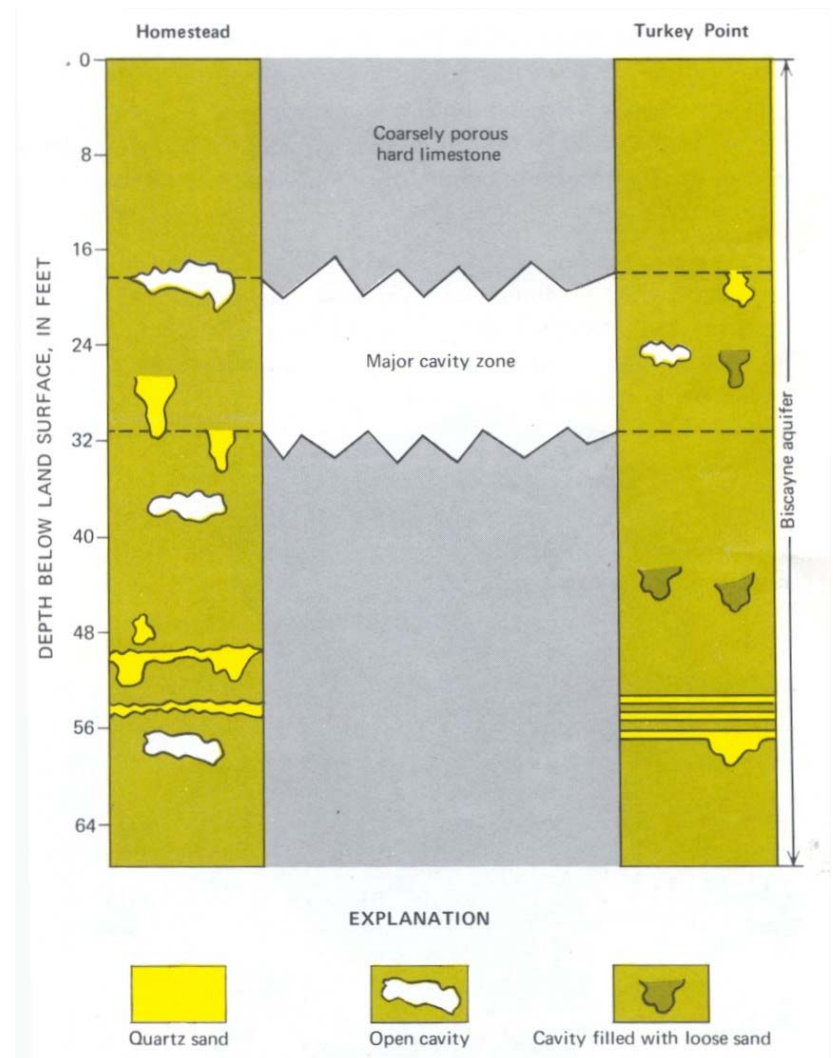 Homestead
Turkey Point
0
8
16
24
32
40
48
56
64
DEPTH BELOW LAND SURFACE, IN FEET
Coarsely porous
hard limestone
Major cavity zone
Biscayne aquifer
EXPLANATION
Quartz sand
Open cavity
Cavity filled with loose sand